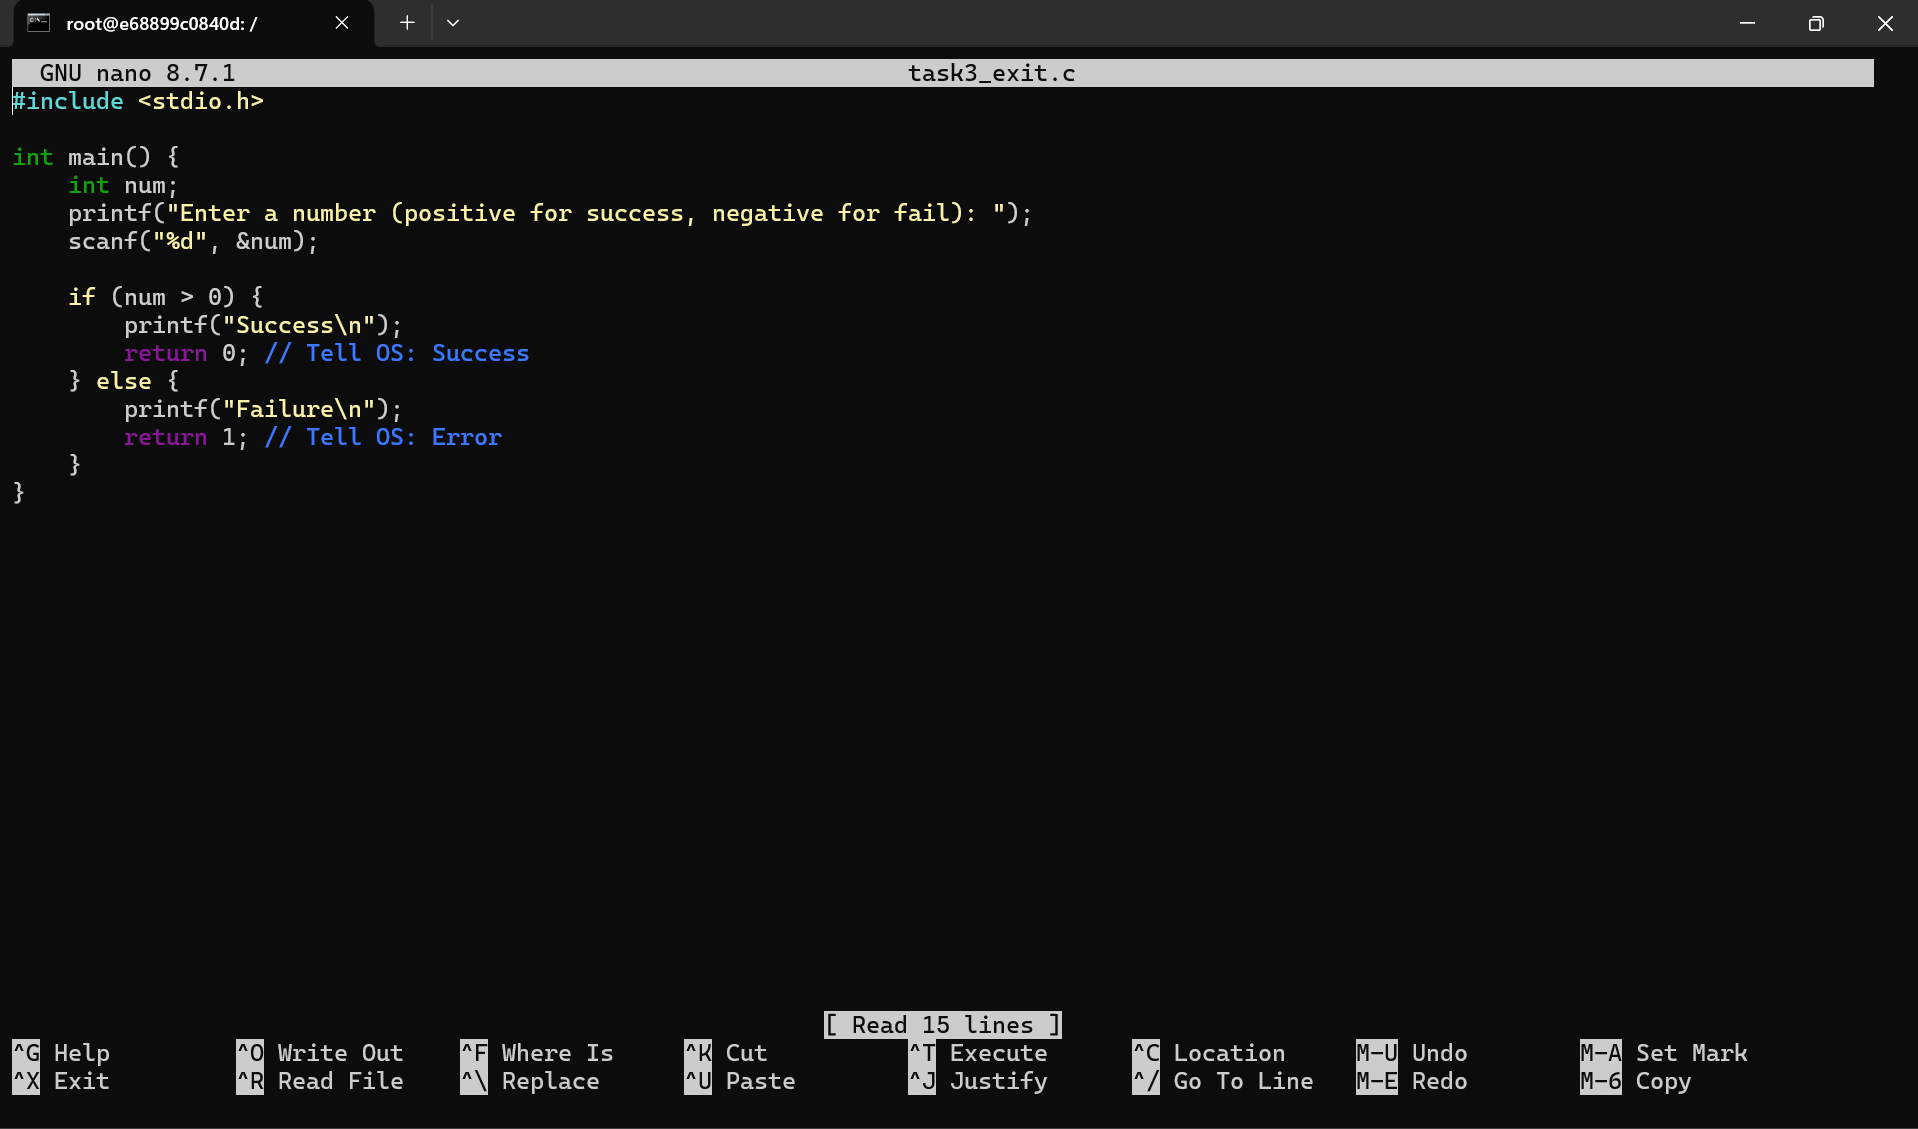 root@e68899c0840d: /
GNU nano 8.7.1 task3_exit.c
#include <stdio.h>
int main() {
    int num;
    printf("Enter a number (positive for success, negative for fail): ");
    scanf("%d", &num);
    if (num > 0) {
        printf("Success\n");
        return 0; // Tell OS: Success
    } else {
        printf("Failure\n");
        return 1; // Tell OS: Error
    }
}
[ Read 15 lines ]
^G Help ^O Write Out ^F Where Is ^K Cut ^T Execute ^C Location M-U Undo M-A Set Mark
^X Exit ^R Read File ^\ Replace ^U Paste ^J Justify ^/ Go To Line M-E Redo M-6 Copy